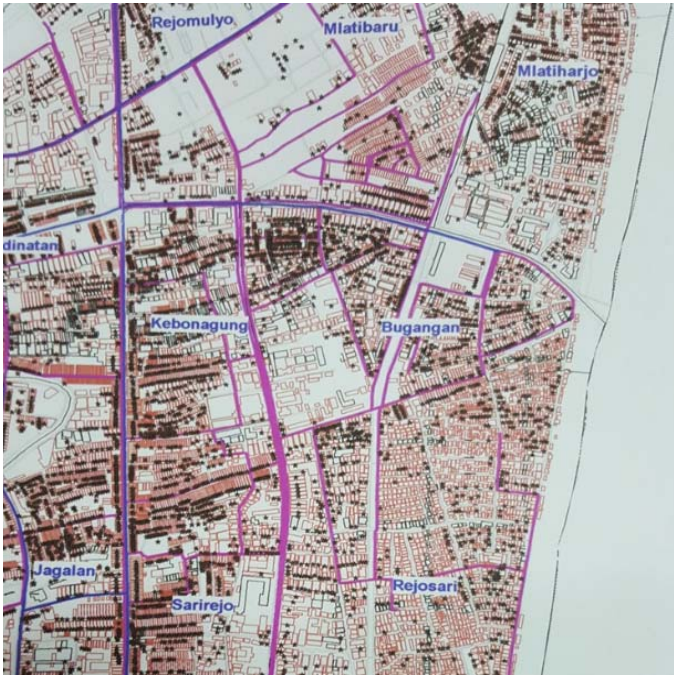 Rejomulyo
Mlatibaru
Mlatiharjo
dinatan
Kebonagung
Bugangan
Jagalan
Sarirejo
Rejosari